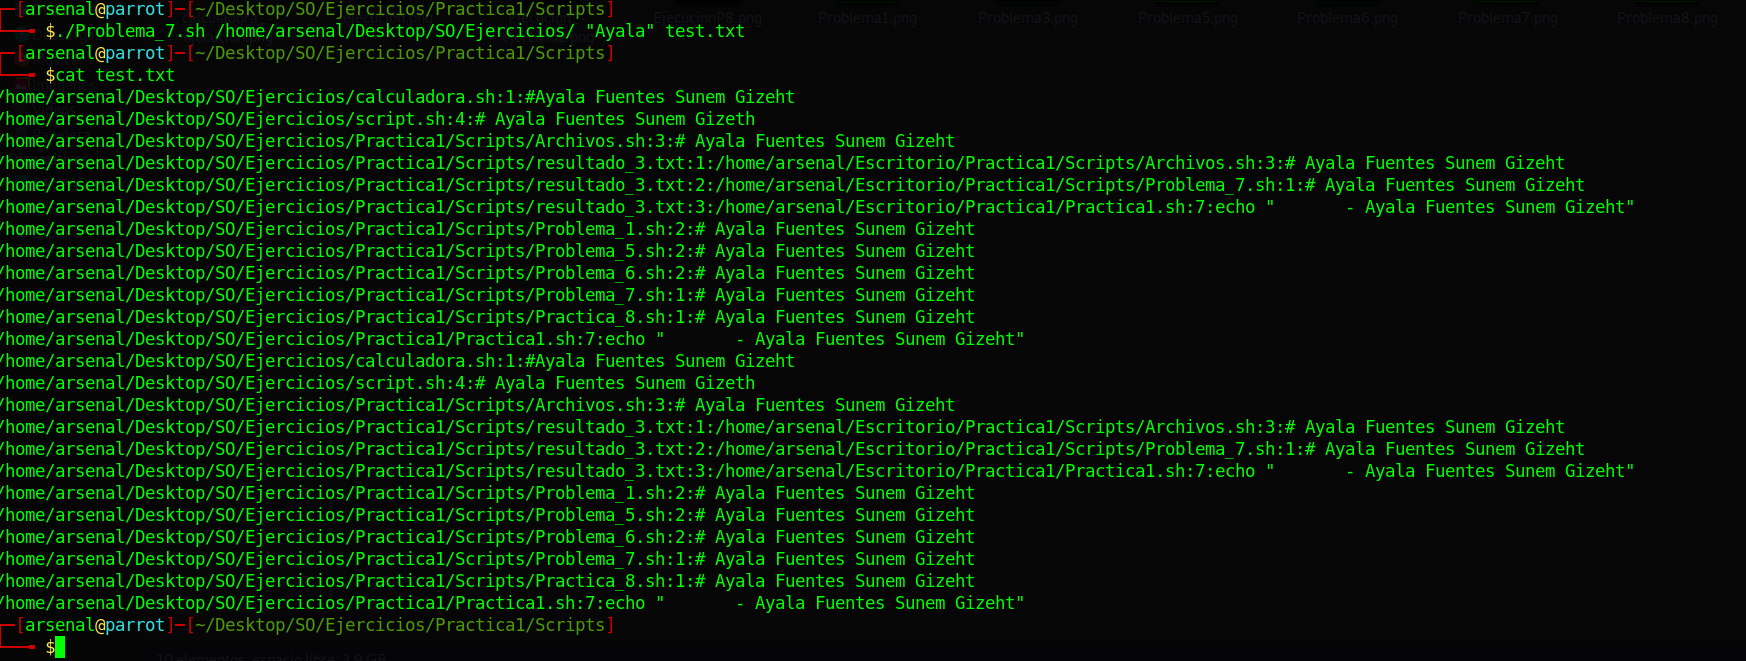 EjecucionP8.png Problema1.png Problema3.png Problema5.png Problema6.png Problema7.png Problema8.png
[arsenal@parrot]─[~/Desktop/SO/Ejercicios/Practica1/Scripts]
$./Problema_7.sh /home/arsenal/Desktop/SO/Ejercicios/ "Ayala" test.txt
[arsenal@parrot]─[~/Desktop/SO/Ejercicios/Practica1/Scripts]
$cat test.txt
/home/arsenal/Desktop/SO/Ejercicios/calculadora.sh:1:#Ayala Fuentes Sunem Gizeht
/home/arsenal/Desktop/SO/Ejercicios/script.sh:4:# Ayala Fuentes Sunem Gizeth
/home/arsenal/Desktop/SO/Ejercicios/Practica1/Scripts/Archivos.sh:3:# Ayala Fuentes Sunem Gizeht
/home/arsenal/Desktop/SO/Ejercicios/Practica1/Scripts/resultado_3.txt:1:/home/arsenal/Escritorio/Practica1/Scripts/Archivos.sh:3:# Ayala Fuentes Sunem Gizeht
/home/arsenal/Desktop/SO/Ejercicios/Practica1/Scripts/resultado_3.txt:2:/home/arsenal/Escritorio/Practica1/Scripts/Problema_7.sh:1:# Ayala Fuentes Sunem Gizeht
/home/arsenal/Desktop/SO/Ejercicios/Practica1/Scripts/resultado_3.txt:3:/home/arsenal/Escritorio/Practica1/Practica1.sh:7:echo "       - Ayala Fuentes Sunem Gizeht"
/home/arsenal/Desktop/SO/Ejercicios/Practica1/Scripts/Problema_1.sh:2:# Ayala Fuentes Sunem Gizeht
/home/arsenal/Desktop/SO/Ejercicios/Practica1/Scripts/Problema_5.sh:2:# Ayala Fuentes Sunem Gizeht
/home/arsenal/Desktop/SO/Ejercicios/Practica1/Scripts/Problema_6.sh:2:# Ayala Fuentes Sunem Gizeht
/home/arsenal/Desktop/SO/Ejercicios/Practica1/Scripts/Problema_7.sh:1:# Ayala Fuentes Sunem Gizeht
/home/arsenal/Desktop/SO/Ejercicios/Practica1/Scripts/Practica_8.sh:1:# Ayala Fuentes Sunem Gizeht
/home/arsenal/Desktop/SO/Ejercicios/Practica1/Practica1.sh:7:echo "       - Ayala Fuentes Sunem Gizeht"
/home/arsenal/Desktop/SO/Ejercicios/calculadora.sh:1:#Ayala Fuentes Sunem Gizeht
/home/arsenal/Desktop/SO/Ejercicios/script.sh:4:# Ayala Fuentes Sunem Gizeth
/home/arsenal/Desktop/SO/Ejercicios/Practica1/Scripts/Archivos.sh:3:# Ayala Fuentes Sunem Gizeht
/home/arsenal/Desktop/SO/Ejercicios/Practica1/Scripts/resultado_3.txt:1:/home/arsenal/Escritorio/Practica1/Scripts/Archivos.sh:3:# Ayala Fuentes Sunem Gizeht
/home/arsenal/Desktop/SO/Ejercicios/Practica1/Scripts/resultado_3.txt:2:/home/arsenal/Escritorio/Practica1/Scripts/Problema_7.sh:1:# Ayala Fuentes Sunem Gizeht
/home/arsenal/Desktop/SO/Ejercicios/Practica1/Scripts/resultado_3.txt:3:/home/arsenal/Escritorio/Practica1/Practica1.sh:7:echo "       - Ayala Fuentes Sunem Gizeht"
/home/arsenal/Desktop/SO/Ejercicios/Practica1/Scripts/Problema_1.sh:2:# Ayala Fuentes Sunem Gizeht
/home/arsenal/Desktop/SO/Ejercicios/Practica1/Scripts/Problema_5.sh:2:# Ayala Fuentes Sunem Gizeht
/home/arsenal/Desktop/SO/Ejercicios/Practica1/Scripts/Problema_6.sh:2:# Ayala Fuentes Sunem Gizeht
/home/arsenal/Desktop/SO/Ejercicios/Practica1/Scripts/Problema_7.sh:1:# Ayala Fuentes Sunem Gizeht
/home/arsenal/Desktop/SO/Ejercicios/Practica1/Scripts/Practica_8.sh:1:# Ayala Fuentes Sunem Gizeht
/home/arsenal/Desktop/SO/Ejercicios/Practica1/Practica1.sh:7:echo "       - Ayala Fuentes Sunem Gizeht"
[arsenal@parrot]─[~/Desktop/SO/Ejercicios/Practica1/Scripts]
$
10 elementos, espacio libre: 3,9 GB